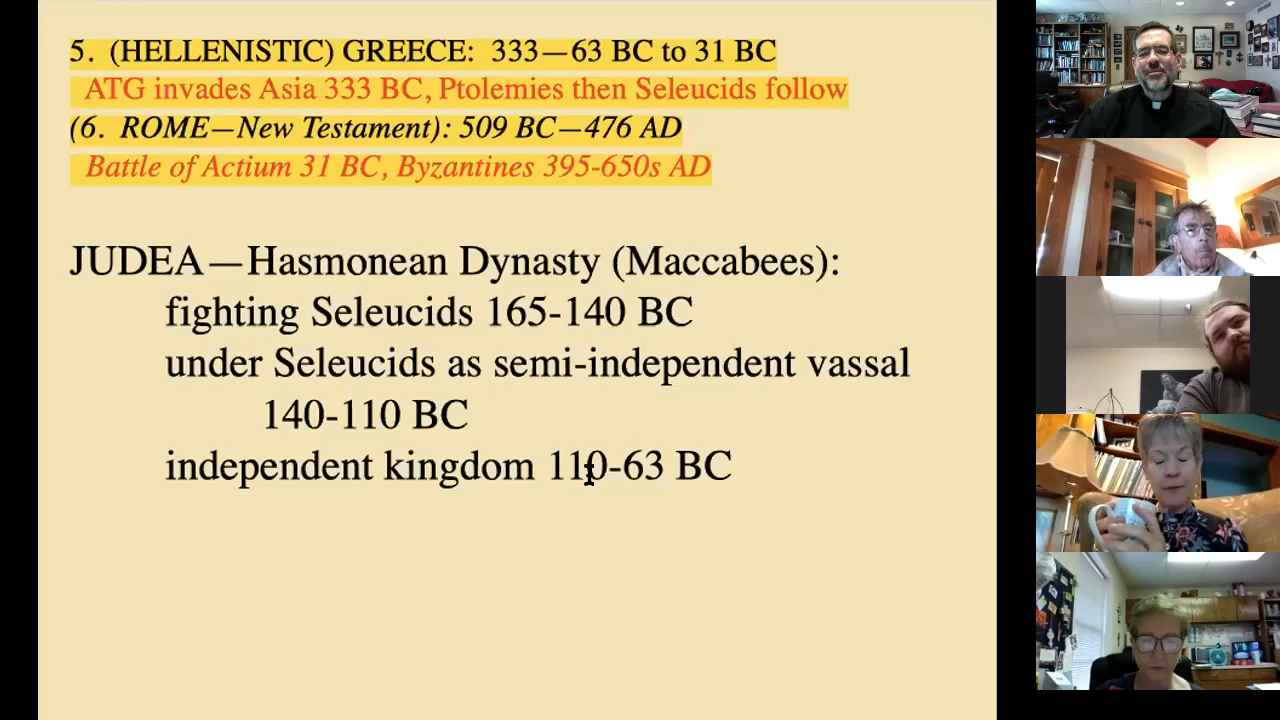 5. (HELLENISTIC) GREECE: 333—63 BC to 31 BC
ATG invades Asia 333 BC, Ptolemies then Seleucids follow
(6. ROME—New Testament): 509 BC—476 AD
Battle of Actium 31 BC, Byzantines 395-650s AD
JUDEA—Hasmonean Dynasty (Maccabees):
fighting Seleucids 165-140 BC
under Seleucids as semi-independent vassal
140-110 BC
independent kingdom 110-63 BC